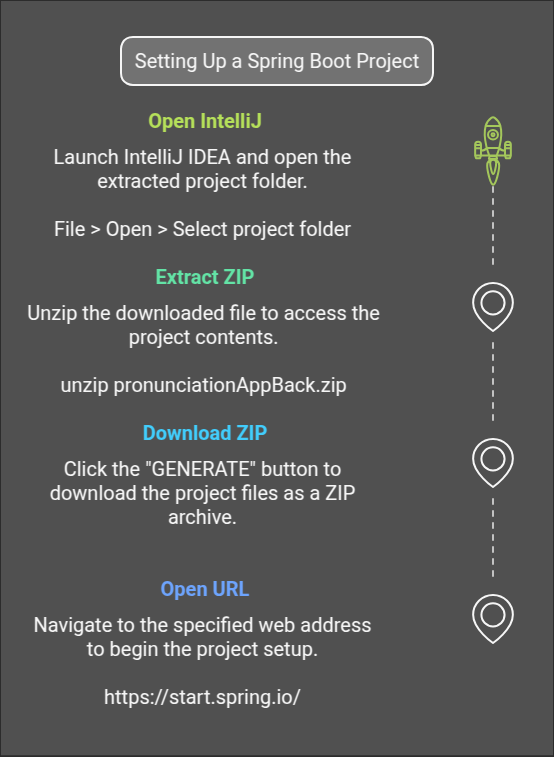 Setting Up a Spring Boot Project
Open IntelliJ
Launch IntelliJ IDEA and open the
extracted project folder.
File > Open > Select project folder
Extract ZIP
Unzip the downloaded file to access the
project contents.
unzip pronunciationAppBack.zip
Download ZIP
Click the "GENERATE" button to
download the project files as a ZIP
archive.
Open URL
Navigate to the specified web address
to begin the project setup.
https://start.spring.io/